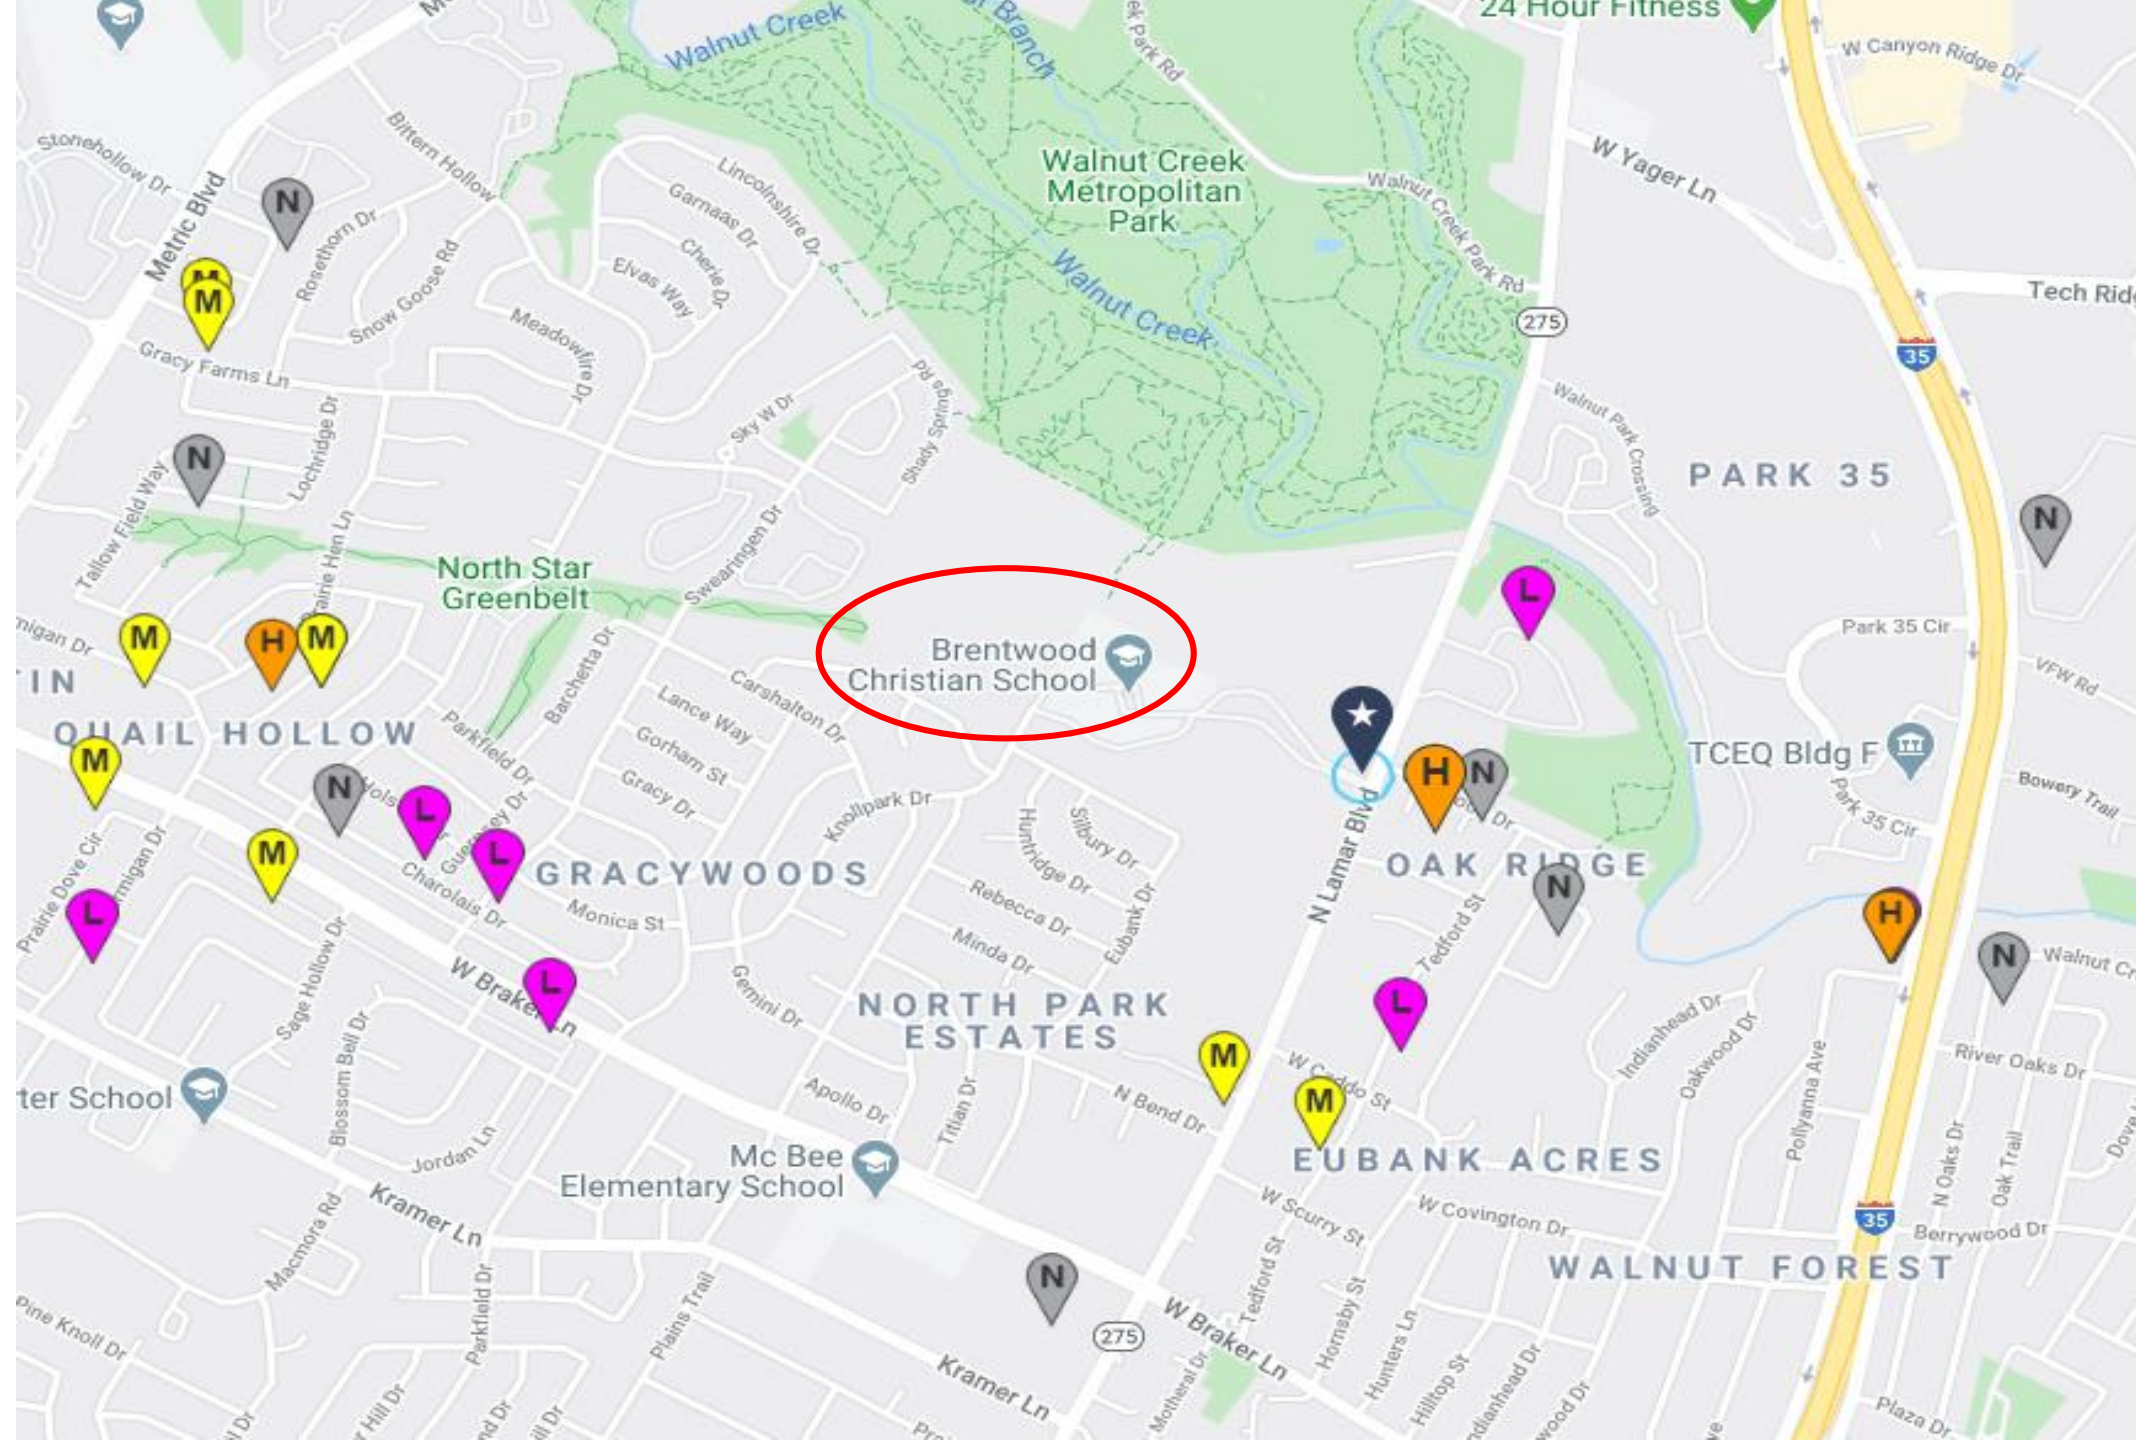 24 Hour Fitness
Walnut Creek
Branch
W Canyon Ridge Dr
Bittern Hollow
Stonehollow Dr
Metric Blvd
N
Rosethorn Dr
Snow Goose Rd
Lincolnshire Dr
Garnaas Dr
Cherie Dr
Elvas Way
Meadowfire Dr
Walnut Creek
Metropolitan
Park
Walnut Creek
Walnut Creek Park Rd
W Yager Ln
Tech
275
35
M
M
Gracy Farms Ln
Lochridge Dr
Sky W Dr
Shady Springs Rd
Walnut Park Crossing
PARK 35
N
N
Tallow Field Way
North Star
Greenbelt
Swearingen Dr
Barchetta Dr
Brentwood
Christian School
L
Park 35 Cir
VFW Rd
M
H
M
QUAIL HOLLOW
Parkfield Dr
Lance Way
Gorham St
Gracy Dr
Carshalton Dr
Knollpark Dr
TCEQ Bldg F
Park 35 Cir
Bowery Trail
M
N
L
L
H
N
N Lamar Blvd
OAK RIDGE
N
M
L
Prairie Dove Cir
Charolais Dr
GRACYWOODS
Monica St
Huntridge Dr
Silbury Dr
Rebecca Dr
Eubank Dr
Minda Dr
Tedford St
H
N
Sage Hollow Dr
W Braker Ln
L
Gemini Dr
NORTH PARK
ESTATES
L
Indianhead Dr
Oakwood Dr
Pollyanna Ave
River Oaks Dr
Blossom Bell Dr
Jordan Ln
Apollo Dr
Titian Dr
N Bend Dr
M
M
W Caddo St
EUBANK ACRES
School
Mc Bee
Elementary School
Kramer Ln
Macmora Rd
W Scurry St
W Covington Dr
N Oaks Dr
Oak Trail
35
Berrywood Dr
WALNUT FOREST
Pine Knoll Dr
Parkfield Dr
Plains Trail
N
275
W Braker Ln
Kramer Ln
Tedford St
Hornsby St
Hunters Ln
Hilltop St
Motheral Dr
Plaza Dr
Hill Dr